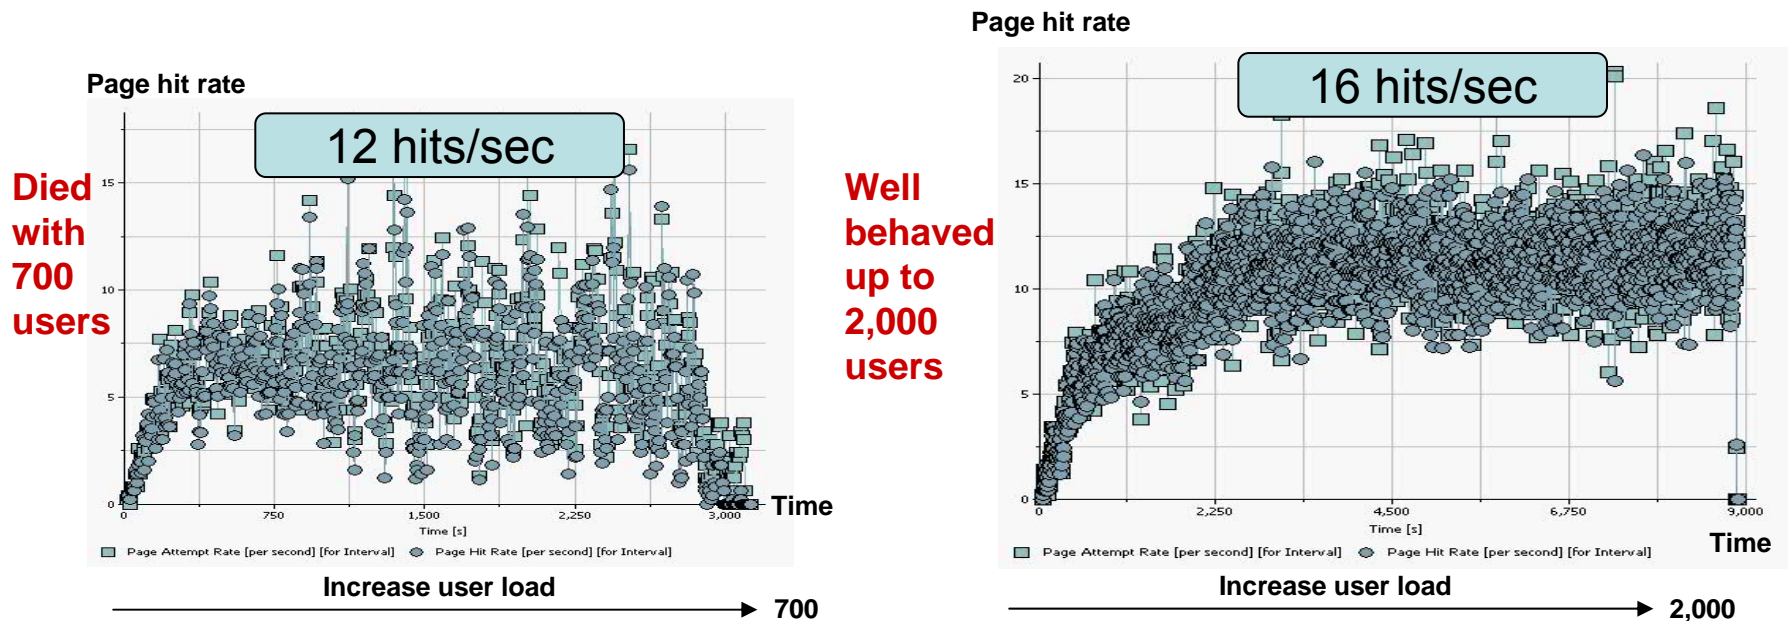 Page hit rate
12 hits/sec
Died
with
700
users
15
10
5
0
0 750 1,500 2,250 3,000
Time
Time [s]
Page Attempt Rate [per second] [for Interval] Page Hit Rate [per second] [for Interval]
Increase user load
700
Page hit rate
16 hits/sec
Well
behaved
up to
2,000
users
20
15
10
5
0
0 2,250 4,500 6,750 9,000
Time [s]
Time
Page Attempt Rate [per second] [for Interval] Page Hit Rate [per second] [for Interval]
Increase user load
2,000